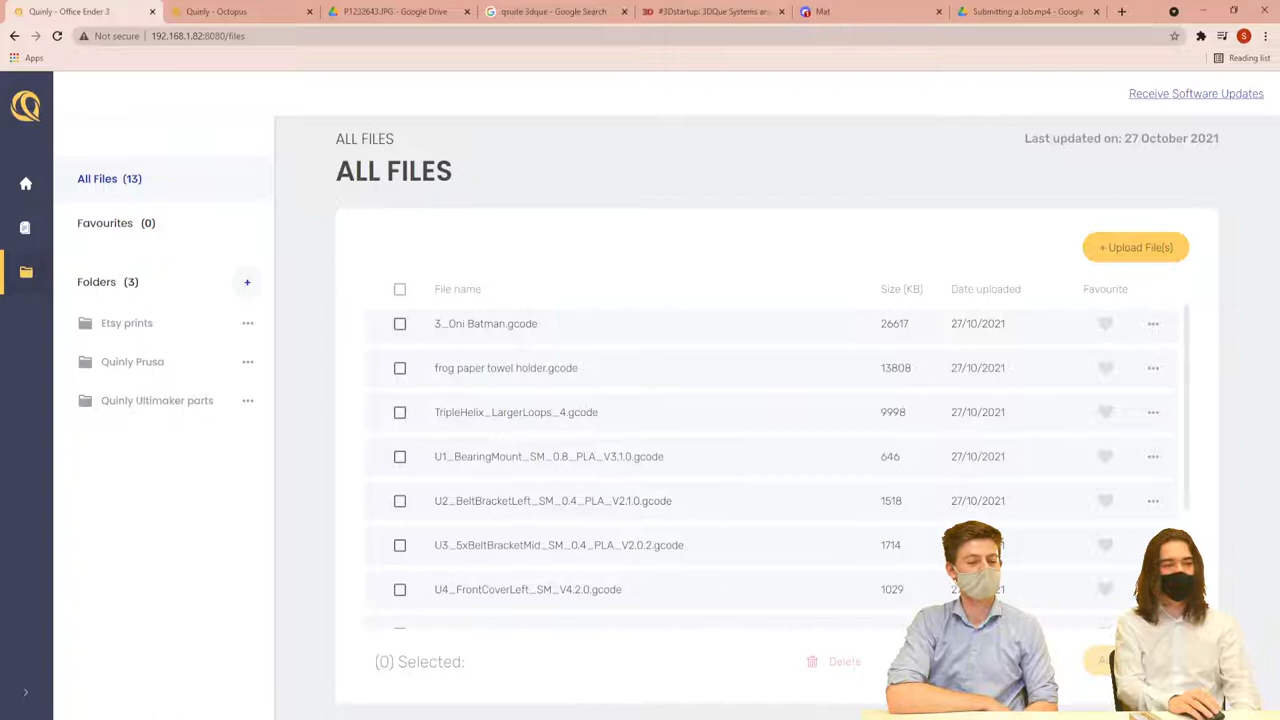 Quinly - Office Ender 3
Quinly - Octopus
P1232643.JPG - Google Drive
qsuite 3dque - Google Search
#3Dstartup: 3DQue Systems an
Mat
Submitting a Job.mp4 - Google
Not secure
192.168.1.82:8080/files
S
Apps
Reading list
Receive Software Updates
ALL FILES
Last updated on: 27 October 2021
ALL FILES
All Files (13)
Favourites (0)
Folders (3)
+
Etsy prints
Quinly Prusa
Quinly Ultimaker parts
+ Upload File(s)
File name Size (KB) Date uploaded Favourite
3_Oni Batman.gcode 26617 27/10/2021
frog paper towel holder.gcode 13808 27/10/2021
TripleHelix_LargerLoops_4.gcode 9998 27/10/2021
U1_BearingMount_SM_0.8_PLA_V3.1.0.gcode 646 27/10/2021
U2_BeltBracketLeft_SM_0.4_PLA_V2.1.0.gcode 1518 27/10/2021
U3_5xBeltBracketMid_SM_0.4_PLA_V2.0.2.gcode 1714
U4_FrontCoverLeft_SM_V4.2.0.gcode 1029
(0) Selected:
Delete